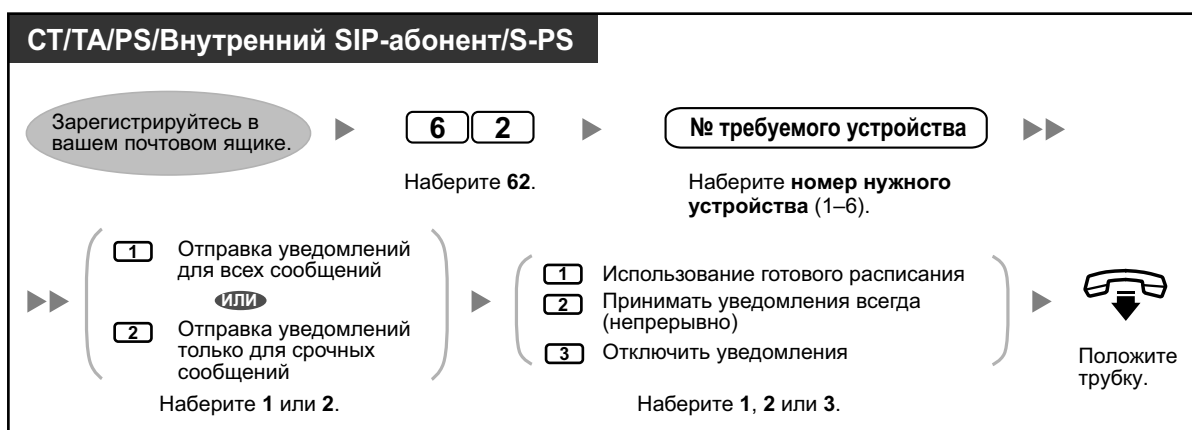 CT/TA/PS/Внутренний SIP-абонент/S-PS
Зарегистрируйтесь в
вашем почтовом ящике.
6 2
Наберите 62.
№ требуемого устройства
Наберите номер нужного
устройства (1–6).
1 Отправка уведомлений
для всех сообщений
ИЛИ
2 Отправка уведомлений
только для срочных
сообщений
Наберите 1 или 2.
1 Использование готового расписания
2 Принимать уведомления всегда
(непрерывно)
3 Отключить уведомления
Наберите 1, 2 или 3.
Положите
трубку.